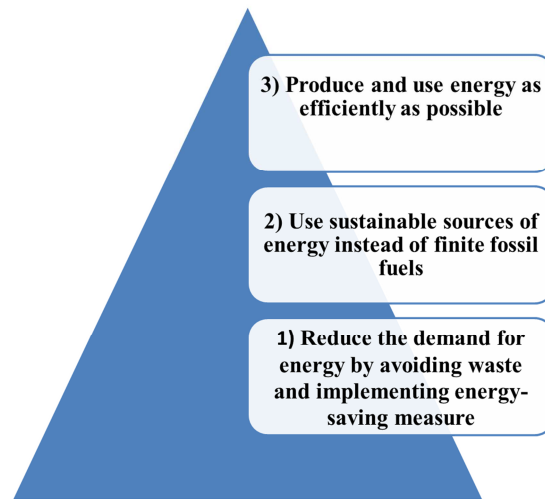 3) Produce and use energy as
efficiently as possible
2) Use sustainable sources of
energy instead of finite fossil
fuels
1) Reduce the demand for
energy by avoiding waste
and implementing energy-
saving measure